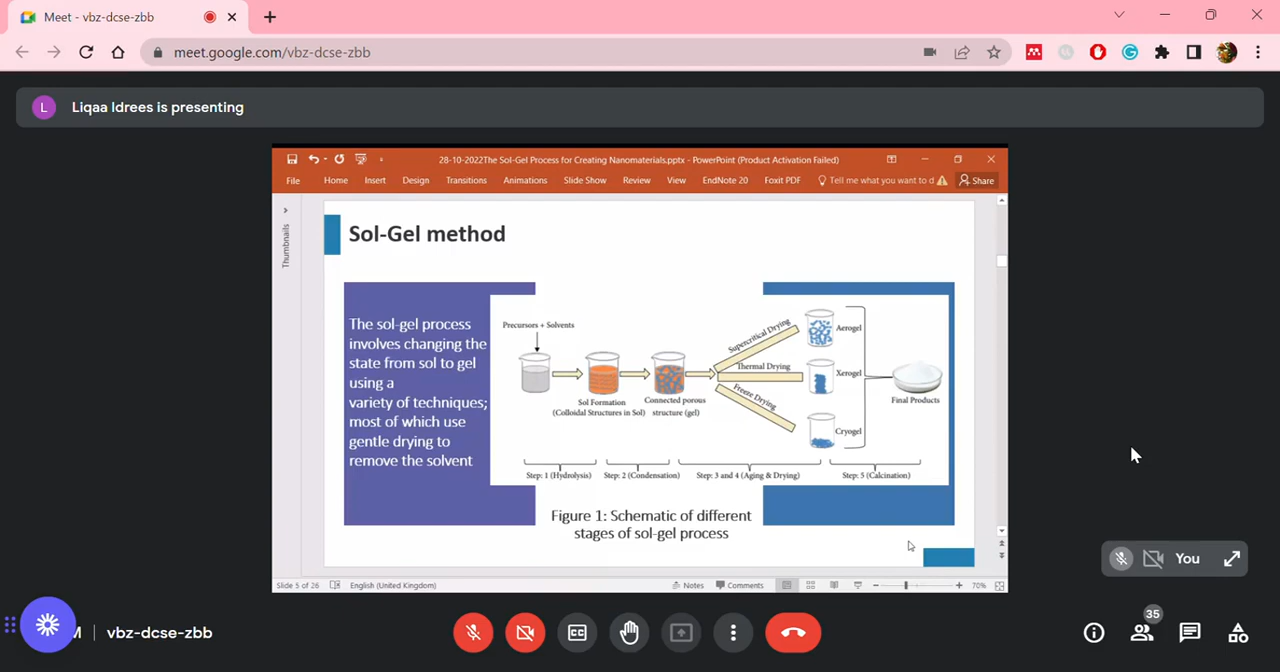 Meet - vbz-dcse-zbb
meet.google.com/vbz-dcse-zbb
L
Liqaa Idrees is presenting
28-10-2022The Sol-Gel Process for Creating Nanomaterials.pptx - PowerPoint (Product Activation Failed)
File Home Insert Design Transitions Animations Slide Show Review View EndNote 20 Foxit PDF Tell me what you want to d Share
Thumbnails
Sol-Gel method
The sol-gel process
involves changing the
state from sol to gel
using a
variety of techniques;
most of which use
gentle drying to
remove the solvent
Precursors + Solvents
Sol Formation
(Colloidal Structures in Sol)
Connected porous
structure (gel)
Supercritical Drying
Thermal Drying
Freeze Drying
Aerogel
Xerogel
Cryogel
Final Products
Step: 1 (Hydrolysis)
Step: 2 (Condensation)
Step: 3 and 4 (Aging & Drying)
Step: 5 (Calcination)
Figure 1: Schematic of different
stages of sol-gel process
Slide 5 of 26 English (United Kingdom) Notes Comments 70%
You
M | vbz-dcse-zbb
35